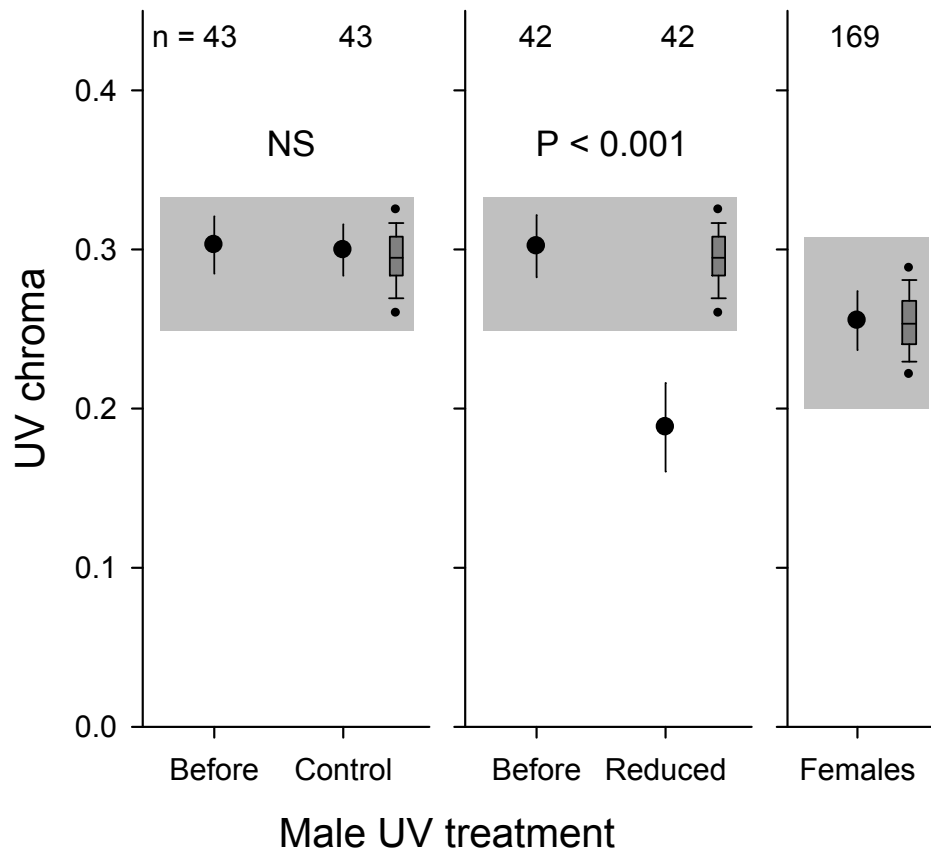 n = 43 43 42 42 169
0.4
NS P < 0.001
0.3
UV chroma
0.2
0.1
0.0
Before Control Before Reduced Females
Male UV treatment